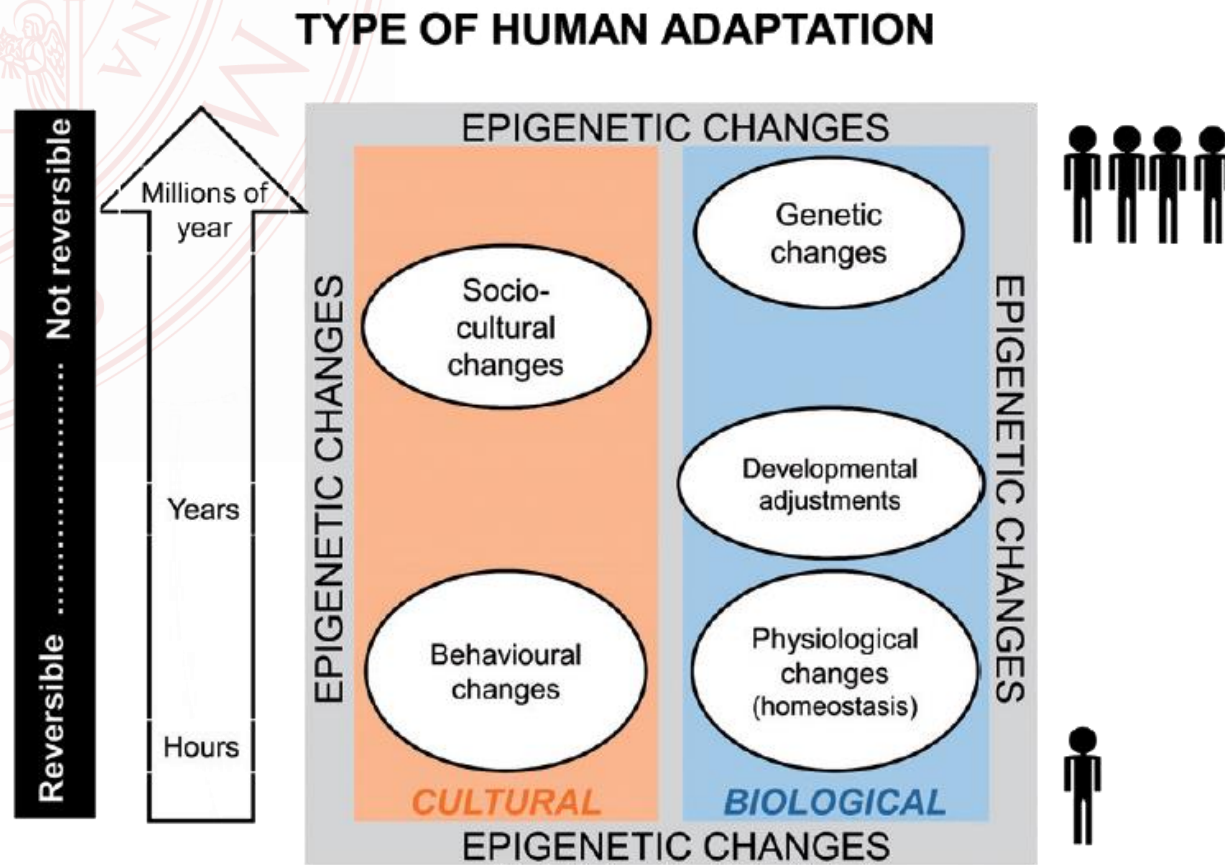 TYPE OF HUMAN ADAPTATION
Not reversible
Reversible
Millions of
year
Years
Hours
EPIGENETIC CHANGES
EPIGENETIC CHANGES
Socio-
cultural
changes
Behavioural
changes
CULTURAL
Genetic
changes
Developmental
adjustments
Physiological
changes
(homeostasis)
BIOLOGICAL
EPIGENETIC CHANGES
EPIGENETIC CHANGES